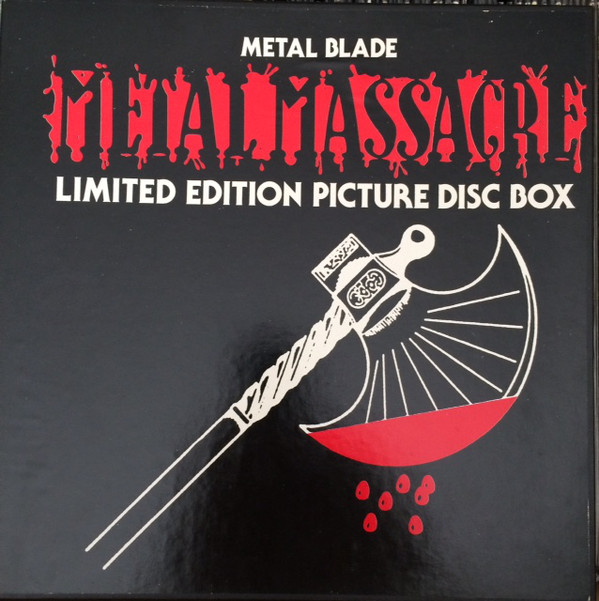 METAL BLADE
METAL MASSACRE
LIMITED EDITION PICTURE DISC BOX